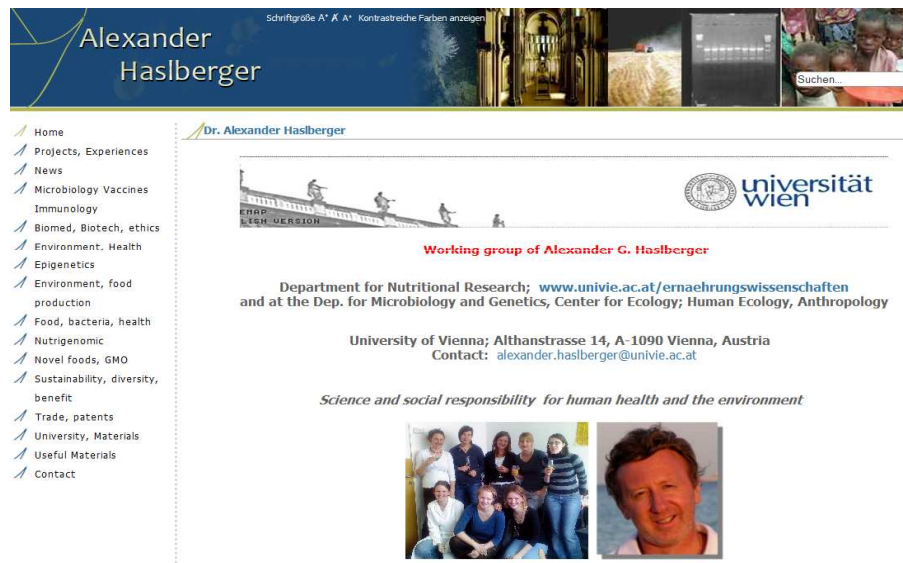 Schriftgröße A⁺ A A⁺ Kontrastreiche Farben anzeigen
Alexander
Haslberger
Suchen...
Home
Projects, Experiences
News
Microbiology Vaccines
Immunology
Biomed, Biotech, ethics
Environment, Health
Epigenetics
Environment, food
production
Food, bacteria, health
Nutrigenomic
Novel foods, GMO
Sustainability, diversity,
benefit
Trade, patents
University, Materials
Useful Materials
Contact
Dr. Alexander Haslberger
EMAP
LISH VERSION
universität
wien
Working group of Alexander G. Haslberger
Department for Nutritional Research; www.univie.ac.at/ernaehrungswissenschaften
and at the Dep. for Microbiology and Genetics, Center for Ecology; Human Ecology, Anthropology
University of Vienna; Althanstrasse 14, A-1090 Vienna, Austria
Contact: alexander.haslberger@univie.ac.at
Science and social responsibility for human health and the environment